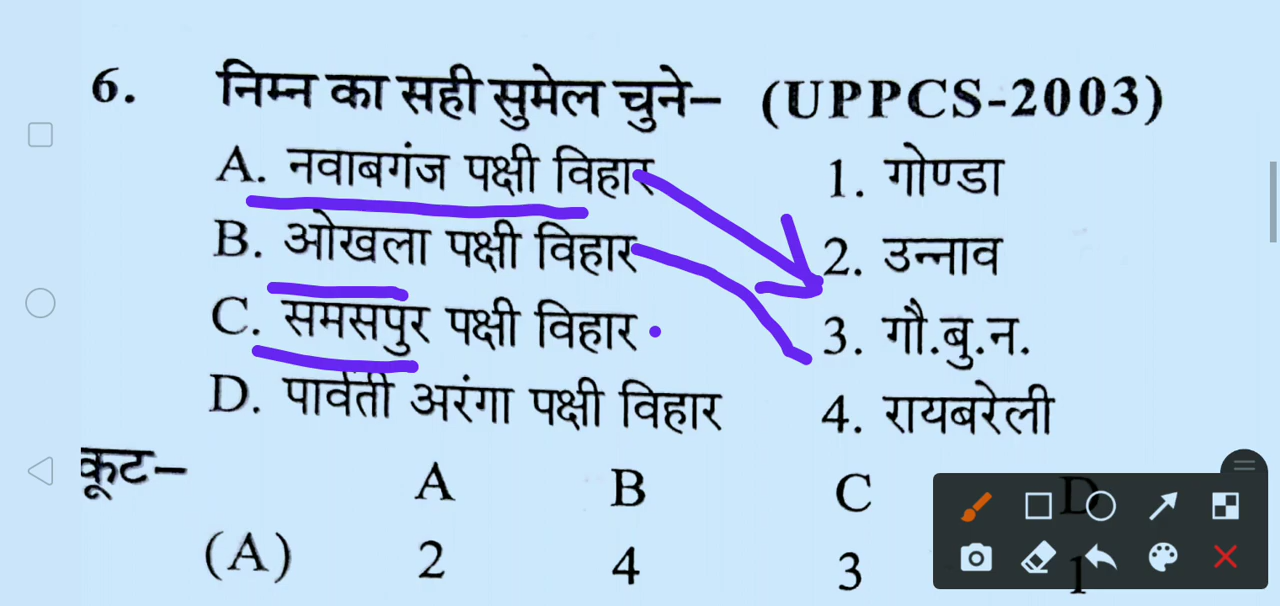 6. निम्न का सही सुमेल चुने– (UPPCS-2003)
A. नवाबगंज पक्षी विहार 1. गोण्डा
B. ओखला पक्षी विहार 2. उन्नाव
C. समसपुर पक्षी विहार 3. गौ.बु.न.
D. पार्वती अरंगा पक्षी विहार 4. रायबरेली
कूट– A B C D
(A) 2 4 3 1